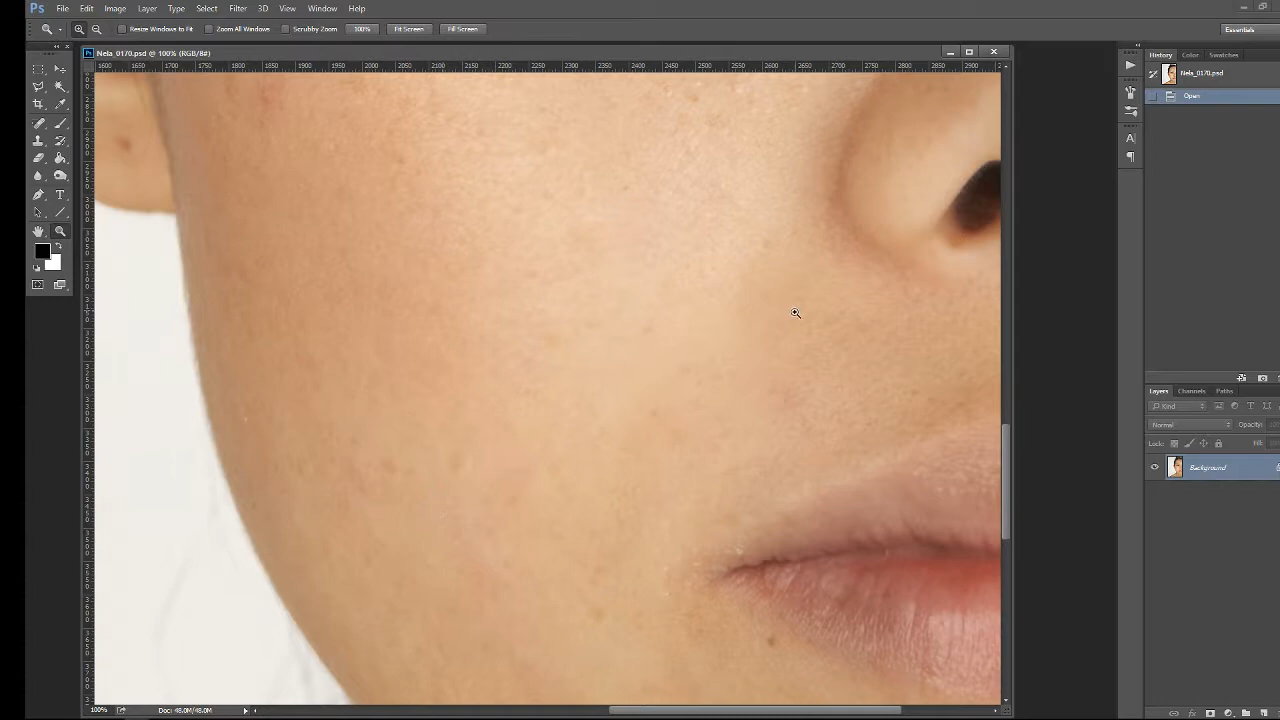 Ps File Edit Image Layer Type Select Filter 3D View Window Help
Resize Windows to Fit Zoom All Windows Scrubby Zoom 100% Fit Screen Fill Screen Essentials
Nela_0170.psd @ 100% (RGB/8#)
1600 1650 1700 1750 1800 1850 1900 1950 2000 2050 2100 2150 2200 2250 2300 2350 2400 2450 2500 2550 2600 2650 2700 2750 2800 2850 2900
History Color Swatches
Nela_0170.psd
Open
Layers Channels Paths
Kind
Normal Opacity:
Lock: Fill:
Background
100% Doc: 48.0M/48.0M